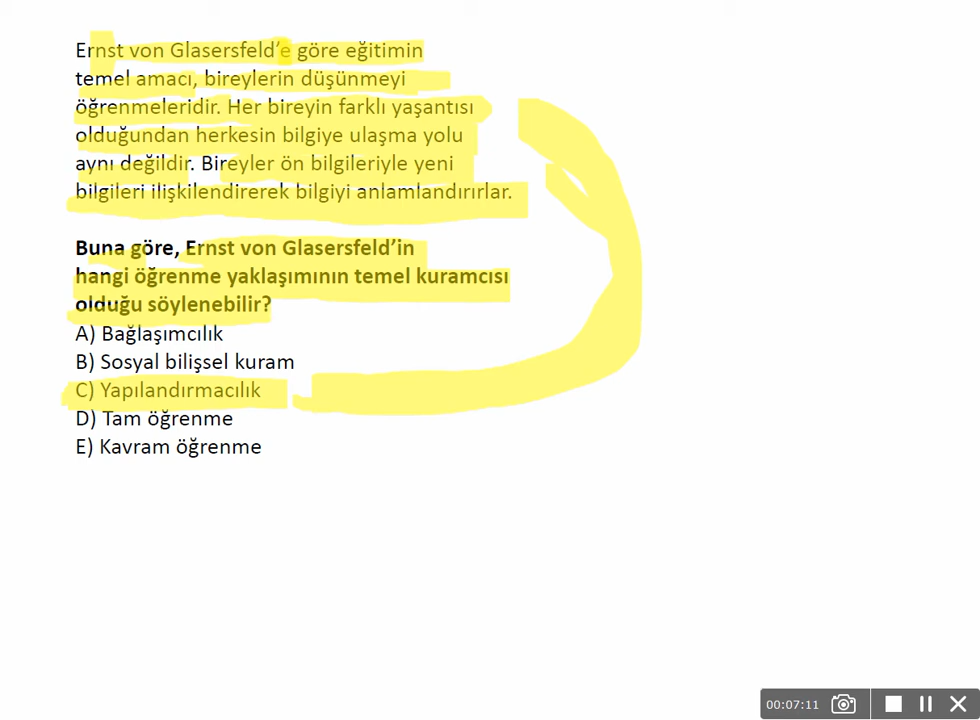 Ernst von Glasersfeld'e göre eğitimin
temel amacı, bireylerin düşünmeyi
öğrenmeleridir. Her bireyin farklı yaşantısı
olduğundan herkesin bilgiye ulaşma yolu
aynı değildir. Bireyler ön bilgileriyle yeni
bilgileri ilişkilendirerek bilgiyi anlamlandırırlar.
Buna göre, Ernst von Glasersfeld'in
hangi öğrenme yaklaşımının temel kuramcısı
olduğu söylenebilir?
A) Bağlaşımcılık
B) Sosyal bilişsel kuram
C) Yapılandırmacılık
D) Tam öğrenme
E) Kavram öğrenme
00:07:11